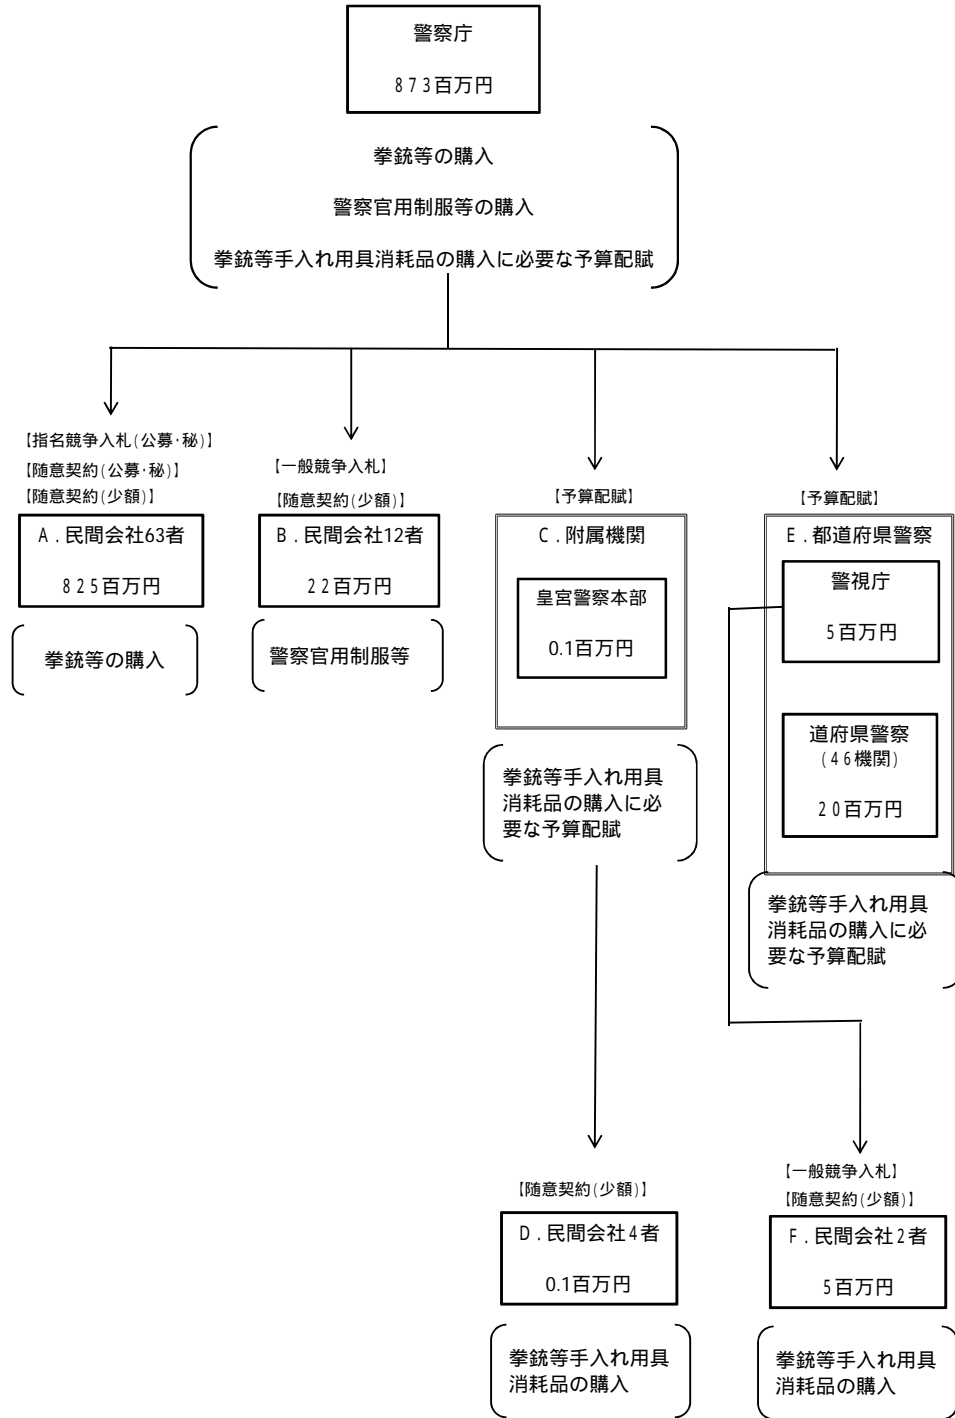 警察庁
873百万円
拳銃等の購入
警察官用制服等の購入
拳銃等手入れ用具消耗品の購入に必要な予算配賦
【指名競争入札(公募・秘)】
【随意契約(公募・秘)】
【随意契約(少額)】
A.民間会社63者
825百万円
拳銃等の購入
【一般競争入札】
【随意契約(少額)】
B.民間会社12者
22百万円
警察官用制服等
【予算配賦】
C.附属機関
皇宮警察本部
0.1百万円
拳銃等手入れ用具
消耗品の購入に必
要な予算配賦
【予算配賦】
E.都道府県警察
警視庁
5百万円
道府県警察
(46機関)
20百万円
拳銃等手入れ用具
消耗品の購入に必
要な予算配賦
【随意契約(少額)】
D.民間会社4者
0.1百万円
拳銃等手入れ用具
消耗品の購入
【一般競争入札】
【随意契約(少額)】
F.民間会社2者
5百万円
拳銃等手入れ用具
消耗品の購入